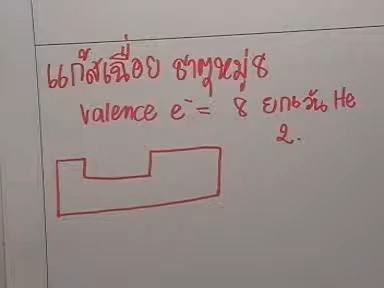 แก๊สเฉื่อย ธาตุหมู่8
valence e⁻ = 8 ยกเว้น He
2.